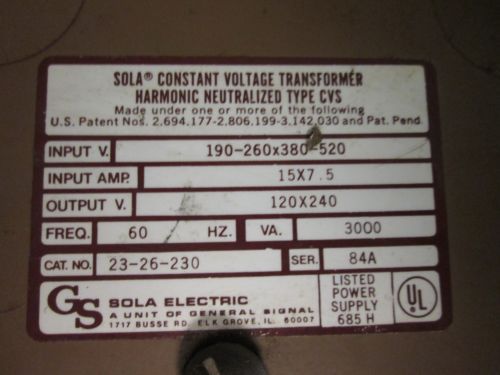 SOLA® CONSTANT VOLTAGE TRANSFORMER
HARMONIC NEUTRALIZED TYPE CVS
Made under one or more of the following
U.S. Patent Nos. 2,694,177-2,806,199-3,142,030 and Pat. Pend.
INPUT V. 190-260x380-520
INPUT AMP. 15X7.5
OUTPUT V. 120X240
FREQ. 60 HZ. VA. 3000
CAT. NO. 23-26-230 SER. 84A
GS SOLA ELECTRIC
A UNIT OF GENERAL SIGNAL
1717 BUSSE RD. ELK GROVE, IL. 60007
LISTED
POWER
SUPPLY
685 H
UL